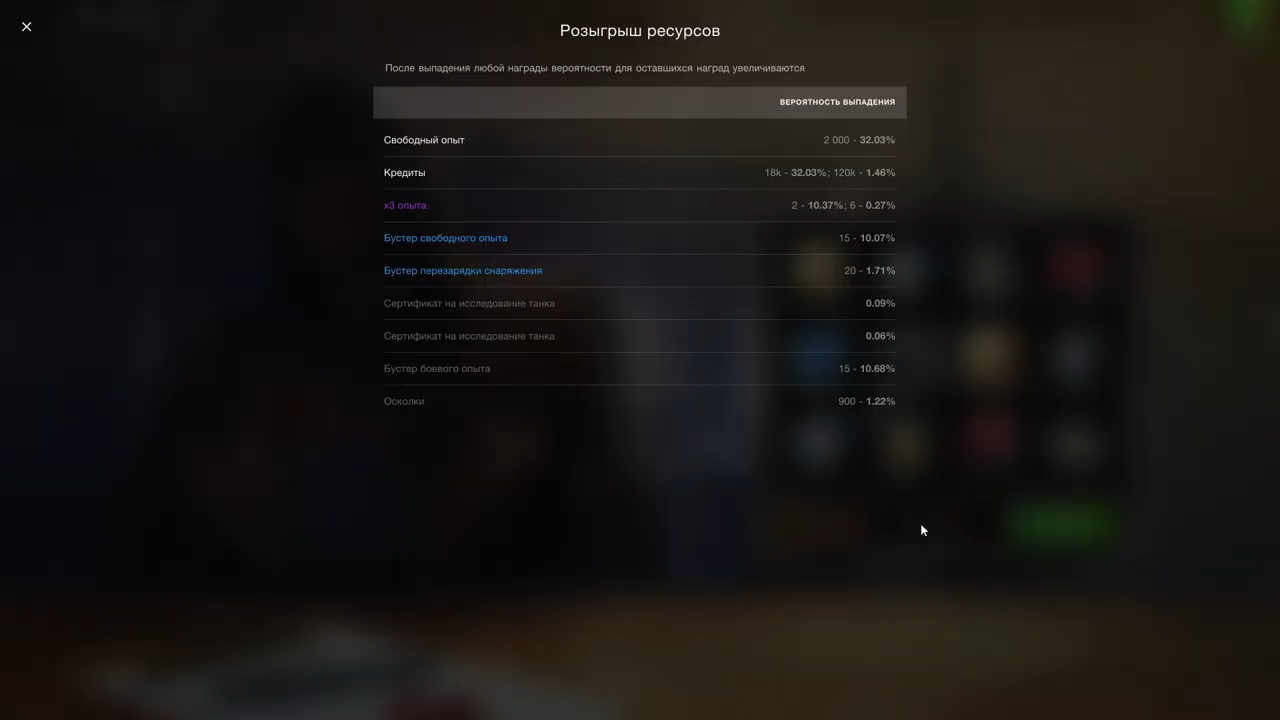 Розыгрыш ресурсов
После выпадения любой награды вероятности для оставшихся наград увеличиваются
ВЕРОЯТНОСТЬ ВЫПАДЕНИЯ
Свободный опыт 2 000 - 32.03%
Кредиты 18k - 32.03%; 120k - 1.46%
x3 опыта 2 - 10.37%; 6 - 0.27%
Бустер свободного опыта 15 - 10.07%
Бустер перезарядки снаряжения 20 - 1.71%
Сертификат на исследование танка 0.09%
Сертификат на исследование танка 0.06%
Бустер боевого опыта 15 - 10.68%
Осколки 900 - 1.22%